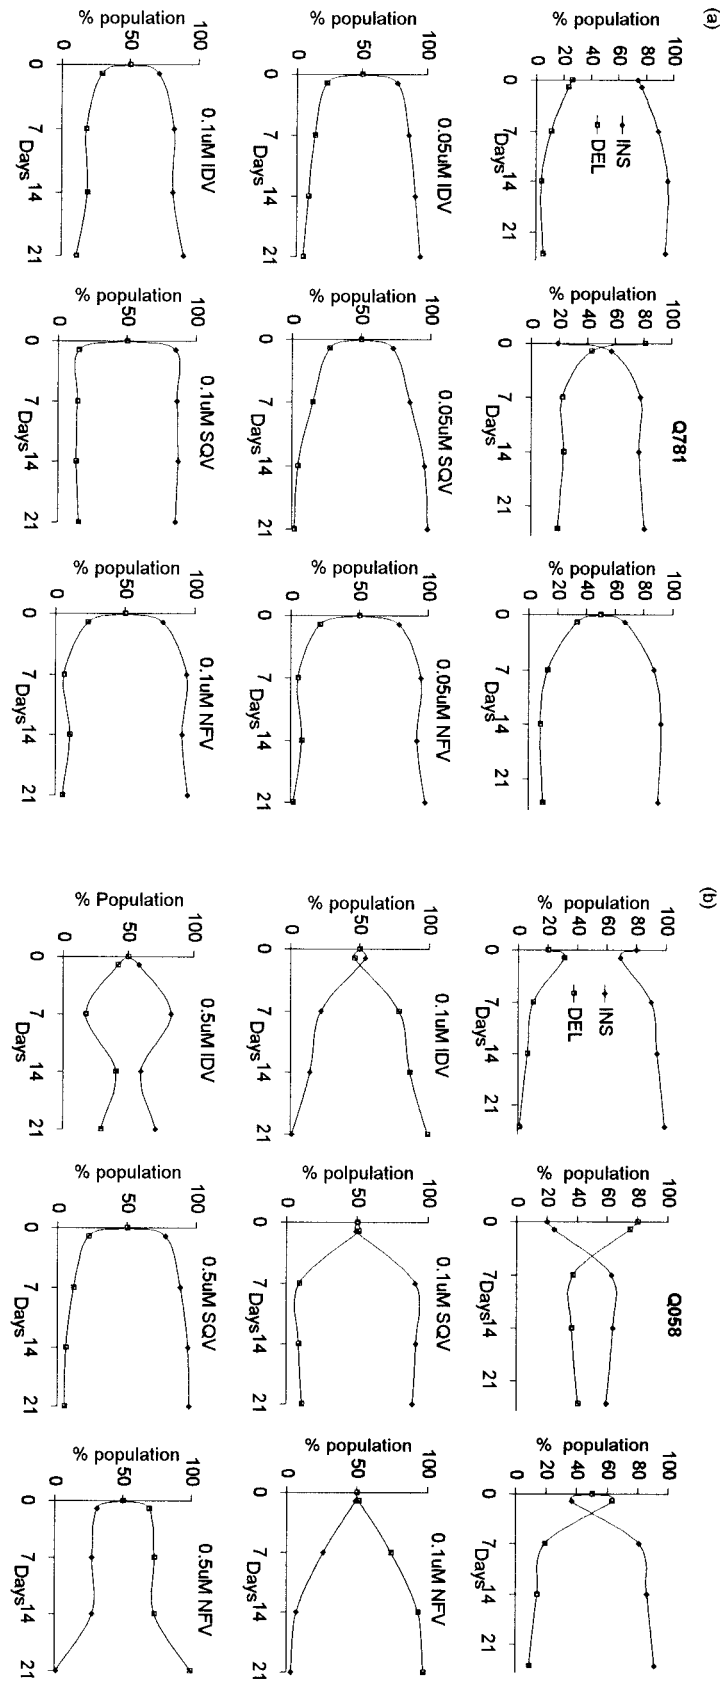 (a)
Q781
% population
100
80
60
40
20
0
INS
DEL
0 7 14 21
% population
100
80
60
40
20
0
0 7 14 21
Days
% population
100
80
60
40
20
0
0 7 14 21
Days
0.05uM IDV
% population
100
50
0
0 7 14 21
Days
0.05uM SQV
% population
100
50
0
0 7 14 21
Days
0.05uM NFV
% population
100
50
0
0 7 14 21
Days
0.1uM IDV
% population
100
50
0
0 7 14 21
Days
0.1uM SQV
% population
100
50
0
0 7 14 21
Days
0.1uM NFV
% population
100
50
0
0 7 14 21
Days
(b)
Q058
% population
100
80
60
40
20
0
INS
DEL
0 7 14 21
% population
100
80
60
40
20
0
0 7 14 21
Days
% population
100
80
60
40
20
0
0 7 14 21
Days
0.1uM IDV
% population
100
50
0
0 7 14 21
Days
0.1uM SQV
% polpulation
100
50
0
0 7 14 21
Days
0.1uM NFV
% population
100
50
0
0 7 14 21
Days
0.5uM IDV
% Population
100
50
0
0 7 14 21
Days
0.5uM SQV
% population
100
50
0
0 7 14 21
Days
0.5uM NFV
% population
100
50
0
0 7 14 21
Days